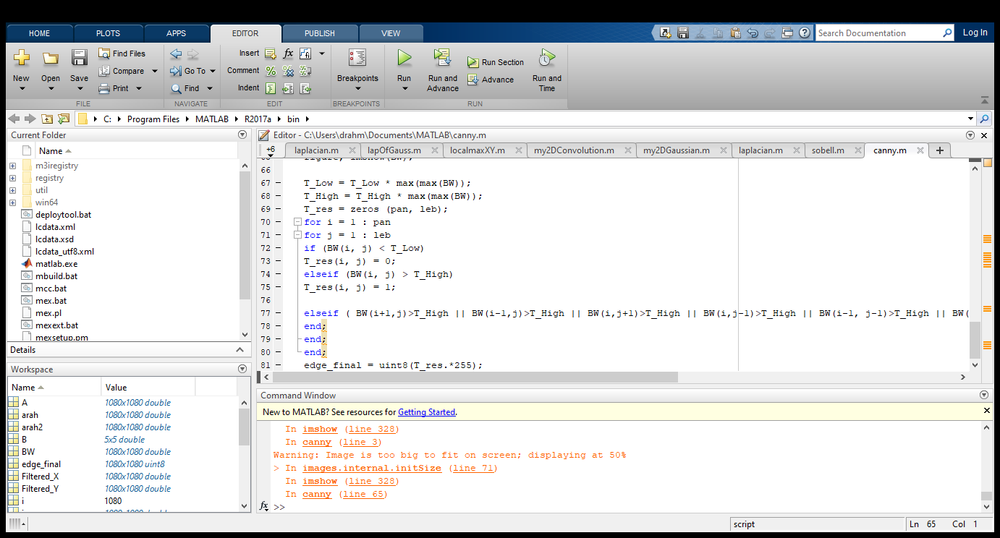 HOME PLOTS APPS EDITOR PUBLISH VIEW
Search Documentation
Log In
New
Open
Save
Find Files
Compare
Print
FILE
Go To
Find
NAVIGATE
Insert
Comment
Indent
EDIT
Breakpoints
BREAKPOINTS
Run
Run and
Advance
Run Section
Advance
Run and
Time
RUN
C: Program Files MATLAB R2017a bin
Current Folder
Name
m3iregistry
registry
util
win64
deploytool.bat
lcdata.xml
lcdata.xsd
lcdata_utf8.xml
matlab.exe
mbuild.bat
mcc.bat
mex.bat
mex.pl
mexext.bat
mexsetup.pm
Details
Workspace
Name Value
A 1080x1080 double
arah 1080x1080 double
arah2 1080x1080 double
B 5x5 double
BW 1080x1080 double
edge_final 1080x1080 uint8
Filtered_X 1080x1080 double
Filtered_Y 1080x1080 double
i 1080
Editor - C:\Users\drahm\Documents\MATLAB\canny.m
+6 laplacian.m lapOfGauss.m localmaxXY.m my2DConvolution.m my2DGaussian.m laplacian.m sobell.m canny.m +
66
67 T_Low = T_Low * max(max(BW));
68 T_High = T_High * max(max(BW));
69 T_res = zeros (pan, leb);
70 for i = 1 : pan
71 for j = 1 : leb
72 if (BW(i, j) < T_Low)
73 T_res(i, j) = 0;
74 elseif (BW(i, j) > T_High)
75 T_res(i, j) = 1;
76
77 elseif ( BW(i+1,j)>T_High || BW(i-1,j)>T_High || BW(i,j+1)>T_High || BW(i,j-1)>T_High || BW(i-1, j-1)>T_High || BW(
78 end;
79 end;
80 end;
81 edge_final = uint8(T_res.*255);
Command Window
New to MATLAB? See resources for Getting Started.
In imshow (line 328)
In canny (line 3)
Warning: Image is too big to fit on screen; displaying at 50%
> In images.internal.initSize (line 71)
In imshow (line 328)
In canny (line 65)
fx >>
script
Ln 65 Col 1